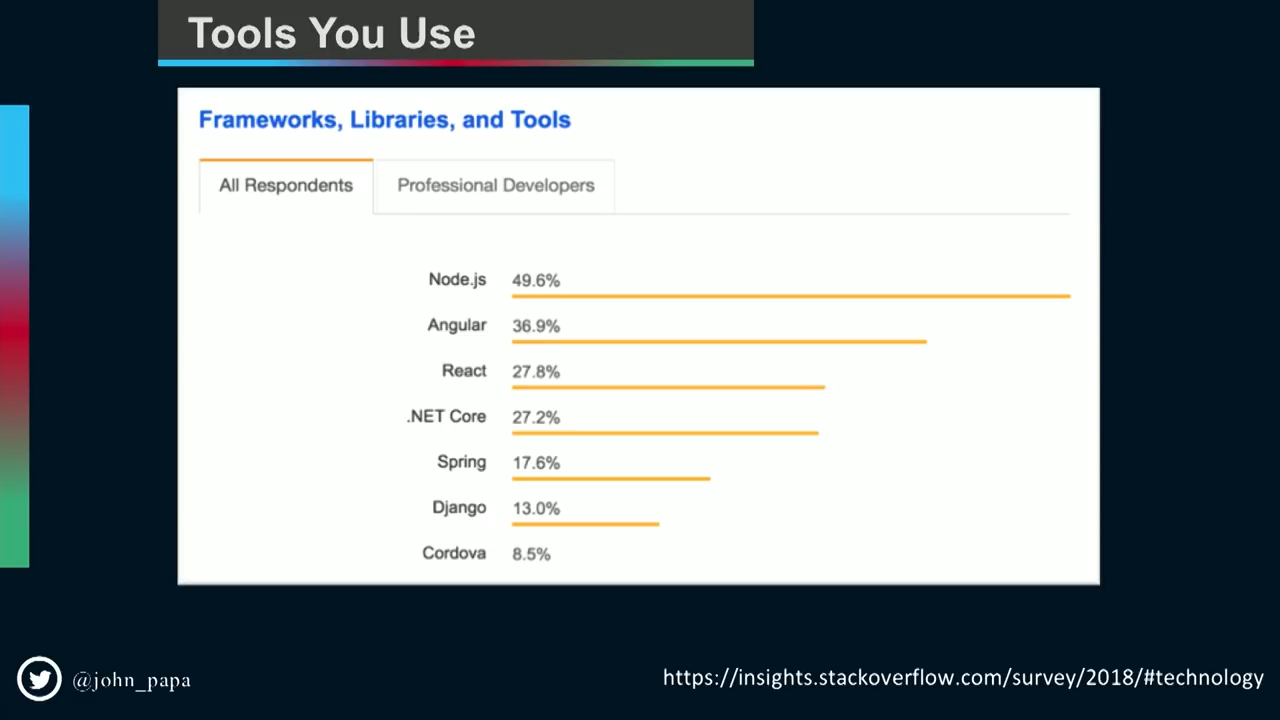 Tools You Use
Frameworks, Libraries, and Tools
All Respondents Professional Developers
Node.js 49.6%
Angular 36.9%
React 27.8%
.NET Core 27.2%
Spring 17.6%
Django 13.0%
Cordova 8.5%
@john_papa https://insights.stackoverflow.com/survey/2018/#technology